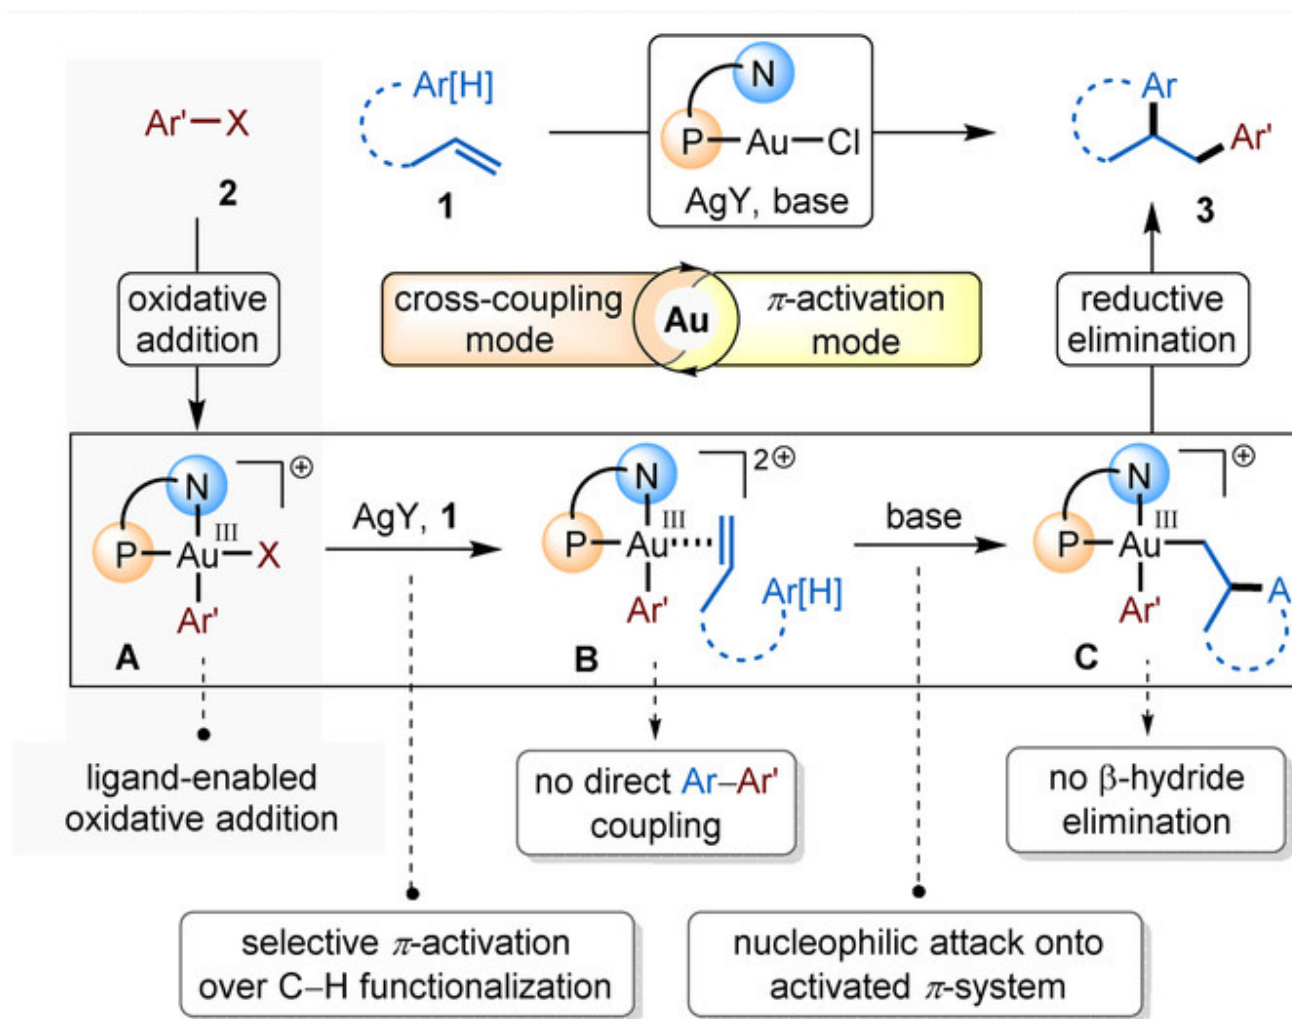 Ar'—X
2
Ar[H]
1
N
P—Au—Cl
AgY, base
Ar
Ar'
3
oxidative
addition
cross-coupling
mode
Au
π-activation
mode
reductive
elimination
N
P—Au—X
III
⊕
Ar'
A
AgY, 1
N
P—Au
III
2⊕
Ar'
Ar[H]
B
base
N
P—Au
III
⊕
Ar'
A
C
ligand-enabled
oxidative addition
no direct Ar–Ar'
coupling
no β-hydride
elimination
selective π-activation
over C–H functionalization
nucleophilic attack onto
activated π-system